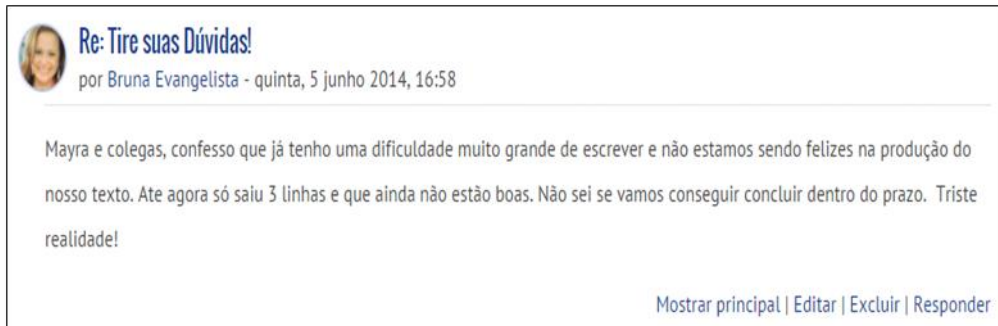 Re: Tire suas Dúvidas!
por Bruna Evangelista - quinta, 5 junho 2014, 16:58
Mayra e colegas, confesso que já tenho uma dificuldade muito grande de escrever e não estamos sendo felizes na produção do
nosso texto. Ate agora só saiu 3 linhas e que ainda não estão boas. Não sei se vamos conseguir concluir dentro do prazo. Triste
realidade!
Mostrar principal | Editar | Excluir | Responder